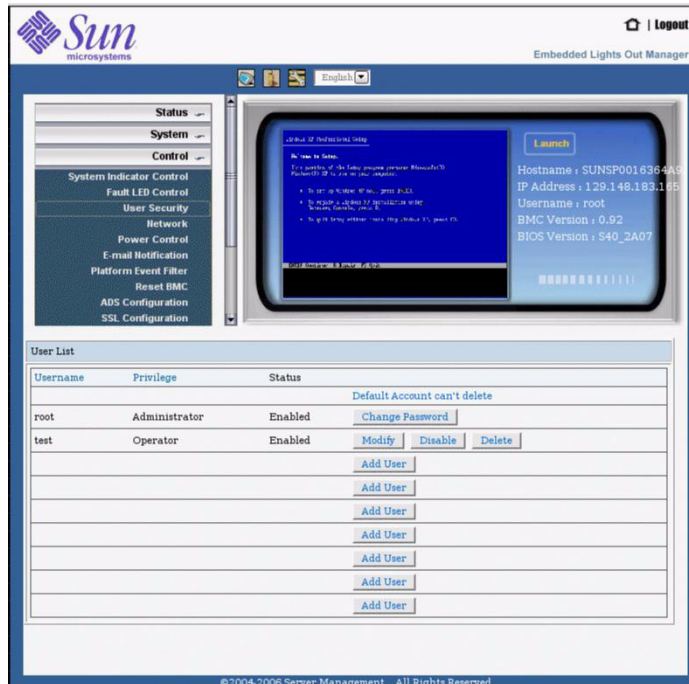 Sun
microsystems
| Logout
Embedded Lights Out Manager
English
Status
System
Control
System Indicator Control
Fault LED Control
User Security
Network
Power Control
E-mail Notification
Platform Event Filter
Reset BMC
ADS Configuration
SSL Configuration
Welcome to Setup.
Launch
Hostname : SUNSP0016364A9
IP Address : 129.148.183.165
Username : root
BMC Version : 0.92
BIOS Version : S40_2A07
User List
Username Privilege Status
Default Account can't delete
root Administrator Enabled Change Password
test Operator Enabled Modify Disable Delete
Add User
Add User
Add User
Add User
Add User
Add User
Add User
©2004-2006 Server Management All Rights Reserved